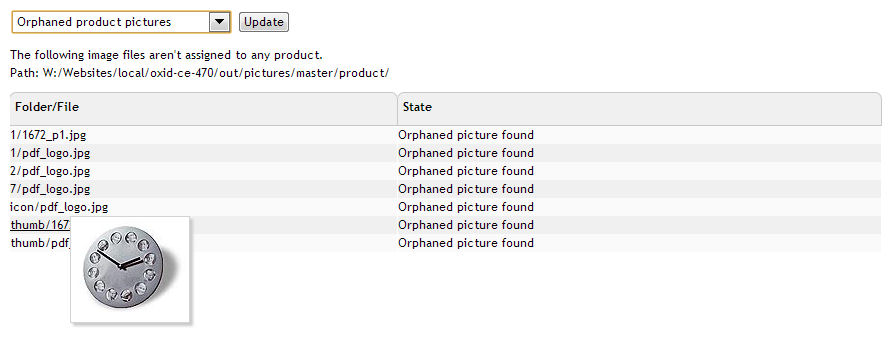 Orphaned product pictures Update
The following image files aren't assigned to any product.
Path: W:/Websites/local/oxid-ce-470/out/pictures/master/product/
Folder/File State
1/1672_p1.jpg Orphaned picture found
1/pdf_logo.jpg Orphaned picture found
2/pdf_logo.jpg Orphaned picture found
7/pdf_logo.jpg Orphaned picture found
icon/pdf_logo.jpg Orphaned picture found
thumb/167 Orphaned picture found
thumb/pdf_ Orphaned picture found